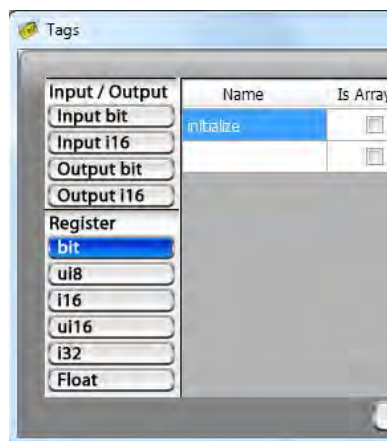 Tags
Input / Output
Input bit
Input i16
Output bit
Output i16
Register
bit
ui8
i16
ui16
i32
Float
Name Is Array
initialize